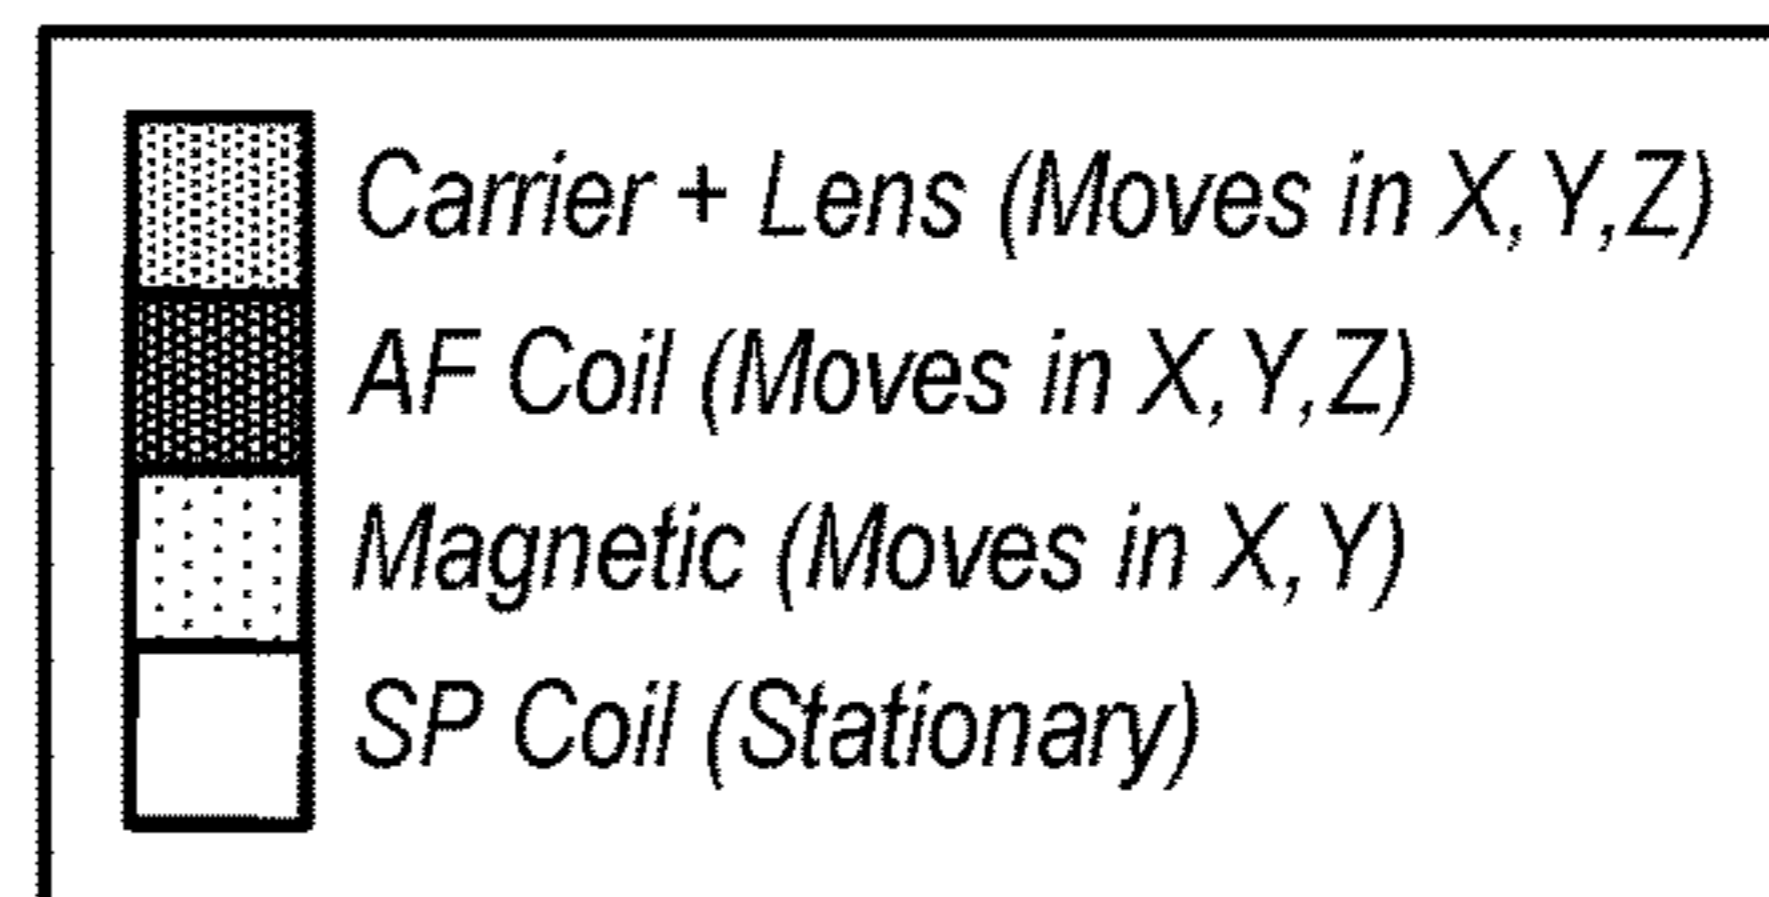 Carrier + Lens (Moves in X,Y,Z)
AF Coil (Moves in X,Y,Z)
Magnetic (Moves in X,Y)
SP Coil (Stationary)